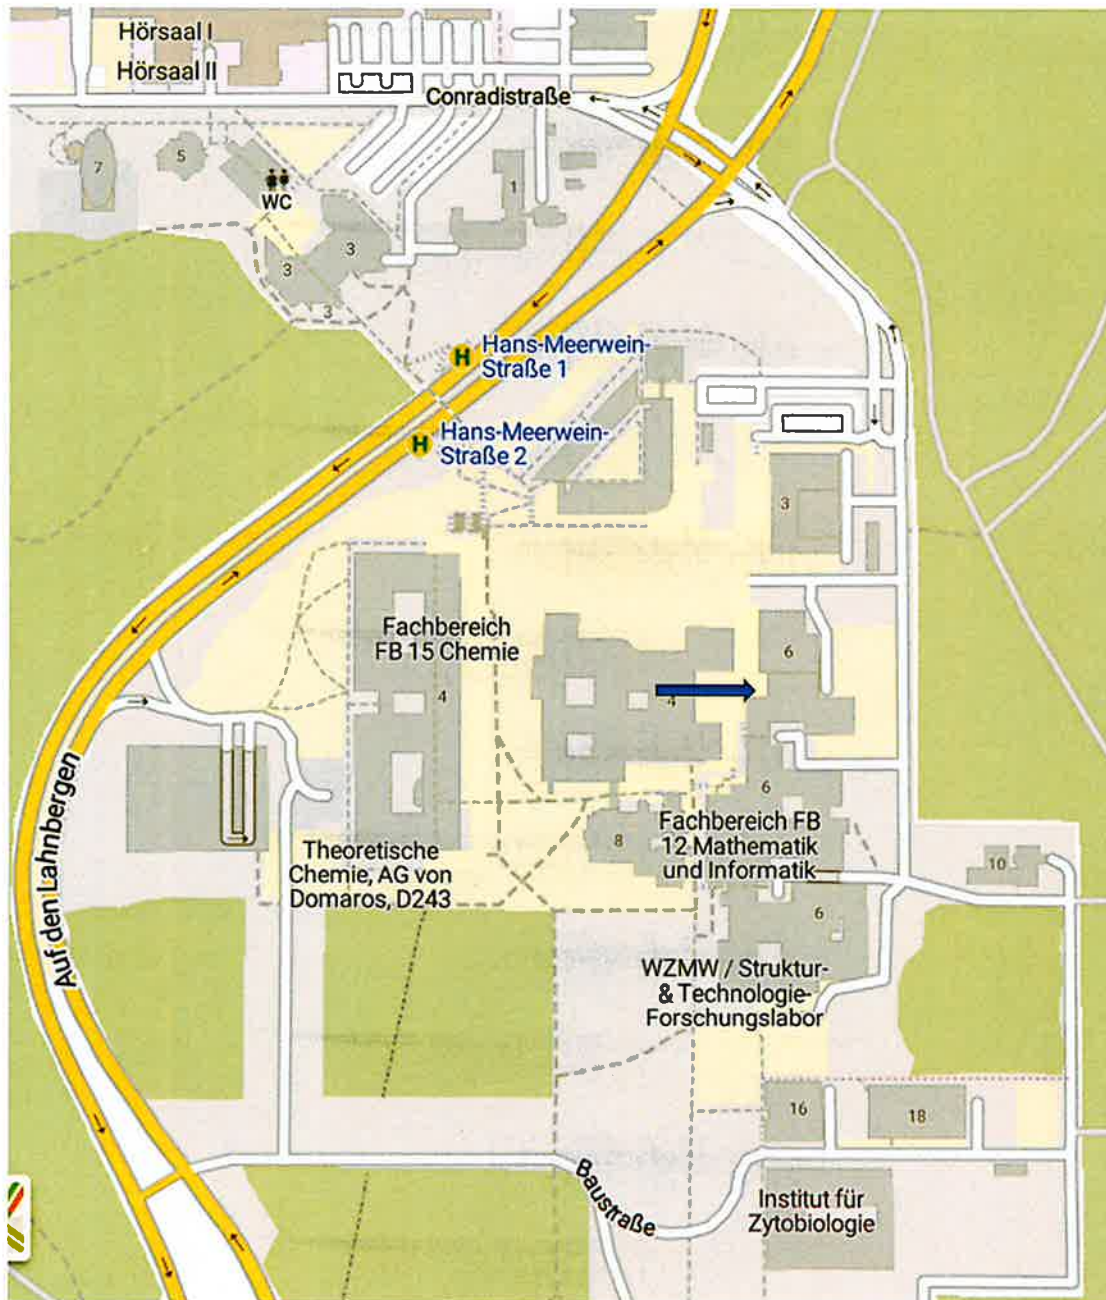 Hörsaal I
Hörsaal II
Conradistraße
7
5
WC
1
3
3
3
Hans-Meerwein-
Straße 1
H
Hans-Meerwein-
Straße 2
H
3
Fachbereich
FB 15 Chemie
4
4
6
6
Auf den Lahnbergen
Theoretische
Chemie, AG von
Domaros, D243
8
Fachbereich FB
12 Mathematik
und Informatik
10
6
WZMW / Struktur-
& Technologie-
Forschungslabor
16
18
Baustraße
Institut für
Zytobiologie